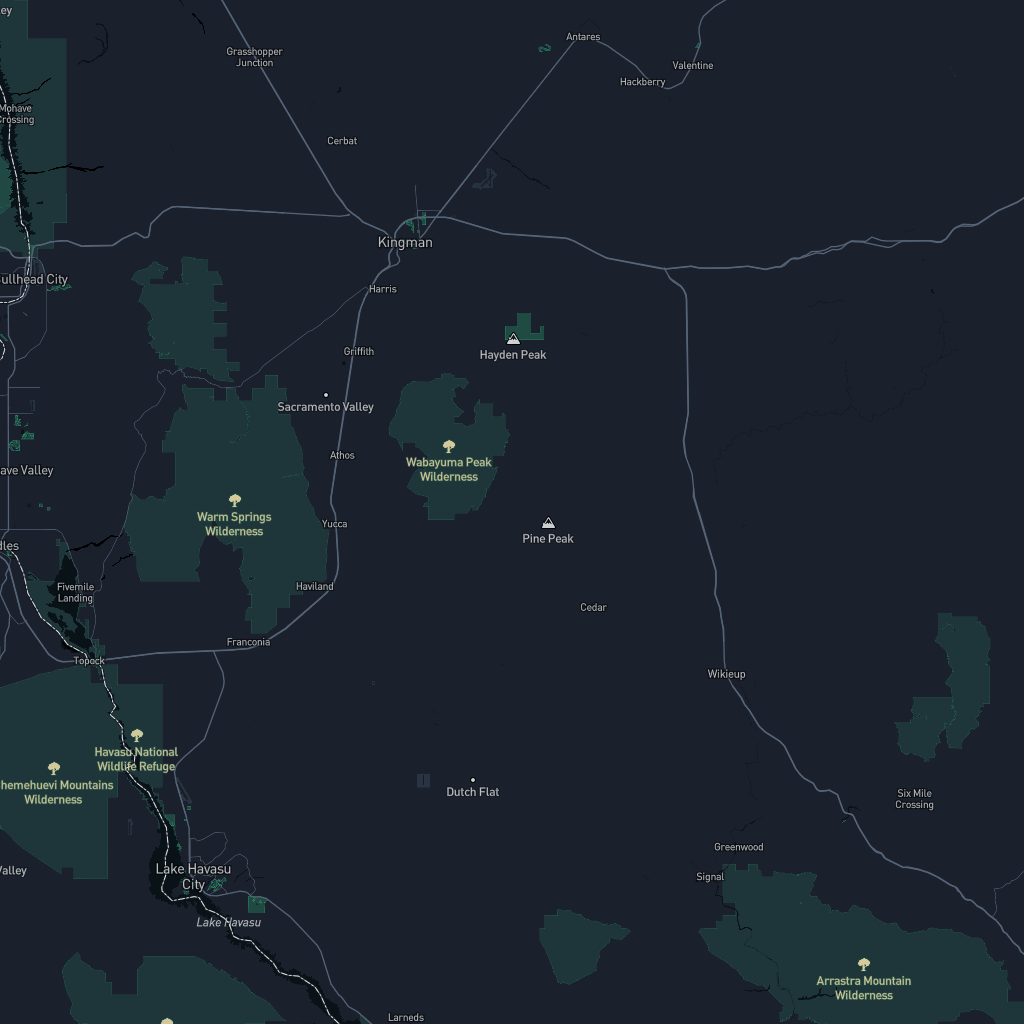 ey
Antares
Grasshopper
Junction
Valentine
Hackberry
Mohave
Crossing
Cerbat
Kingman
Bullhead City
Harris
Griffith
Hayden Peak
Sacramento Valley
Athos
Wabayuma Peak
Wilderness
ave Valley
Warm Springs
Wilderness
Yucca
Pine Peak
dles
Fivemile
Landing
Haviland
Cedar
Franconia
Topock
Wikieup
Havasu National
Wildlife Refuge
hemehuevi Mountains
Wilderness
Dutch Flat
Six Mile
Crossing
Greenwood
Valley
Lake Havasu
City
Signal
Lake Havasu
Arrastra Mountain
Wilderness
Larneds